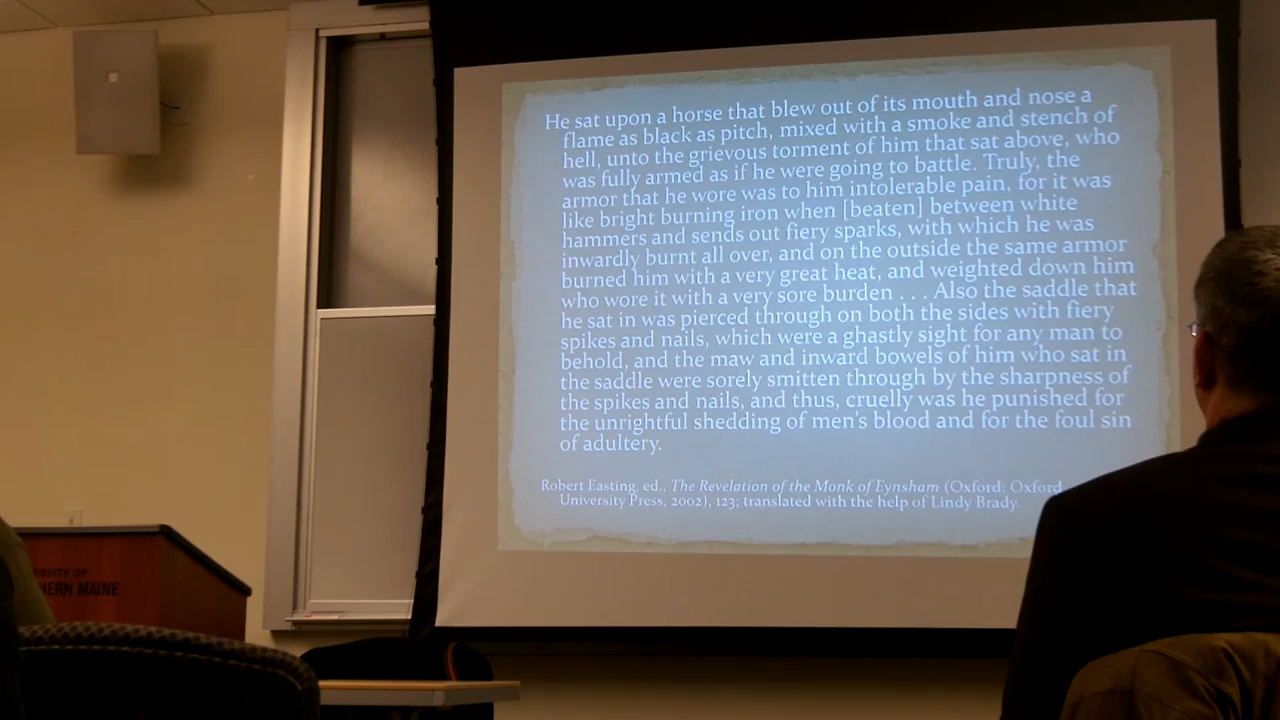 He sat upon a horse that blew out of its mouth and nose a
flame as black as pitch, mixed with a smoke and stench of
hell, unto the grievous torment of him that sat above, who
was fully armed as if he were going to battle. Truly, the
armor that he wore was to him intolerable pain, for it was
like bright burning iron when [beaten] between white
hammers and sends out fiery sparks, with which he was
inwardly burnt all over, and on the outside the same armor
burned him with a very great heat, and weighted down him
who wore it with a very sore burden . . . Also the saddle that
he sat in was pierced through on both the sides with fiery
spikes and nails, which were a ghastly sight for any man to
behold, and the maw and inward bowels of him who sat in
the saddle were sorely smitten through by the sharpness of
the spikes and nails, and thus, cruelly was he punished for
the unrightful shedding of men's blood and for the foul sin
of adultery.
Robert Easting, ed., The Revelation of the Monk of Eynsham (Oxford: Oxford
University Press, 2002), 123; translated with the help of Lindy Brady.
ERSITY OF
HERN MAINE